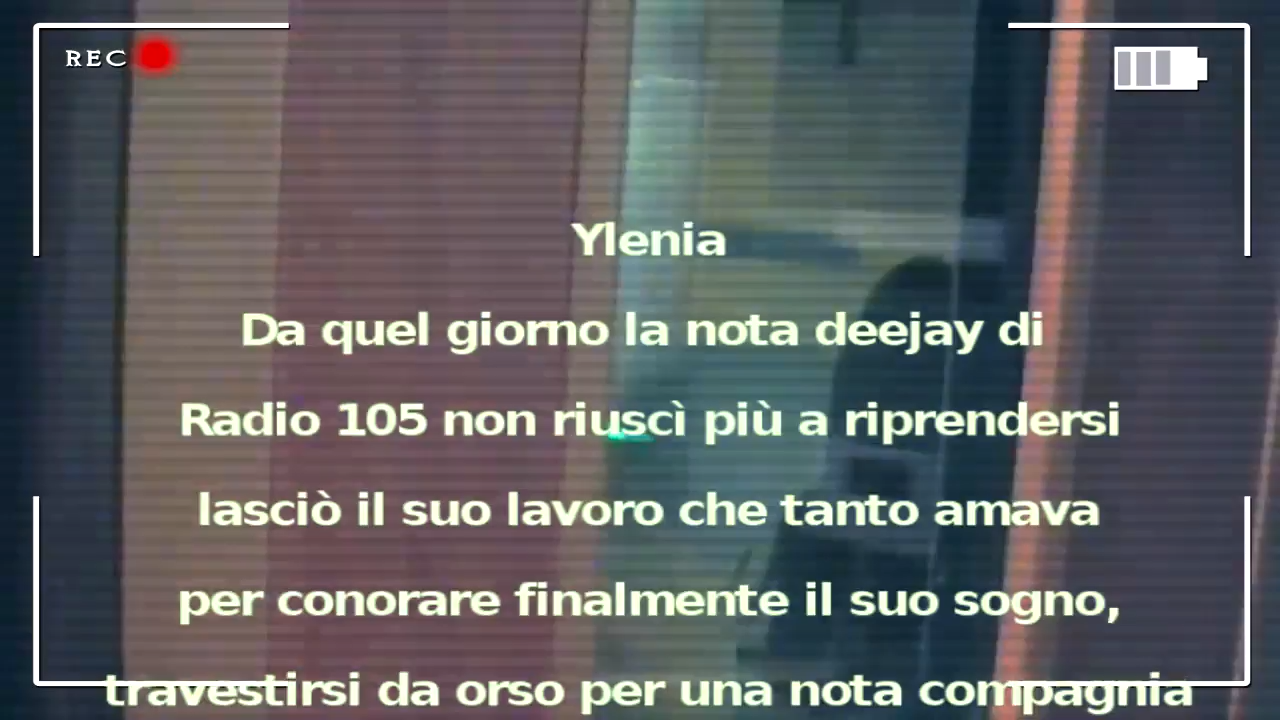 REC
Ylenia
Da quel giorno la nota deejay di
Radio 105 non riuscì più a riprendersi
lasciò il suo lavoro che tanto amava
per conorare finalmente il suo sogno,
travestirsi da orso per una nota compagnia